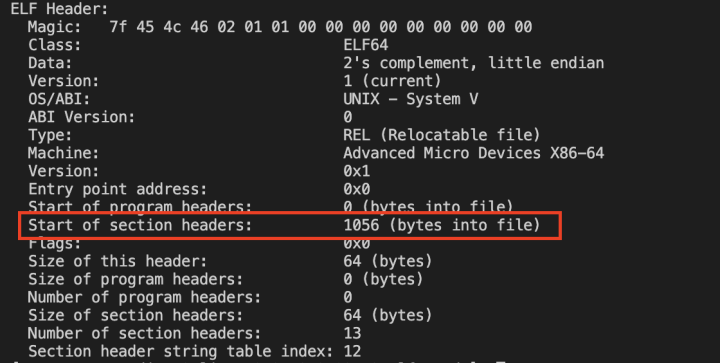 ELF Header:
Magic: 7f 45 4c 46 02 01 01 00 00 00 00 00 00 00 00 00
Class: ELF64
Data: 2's complement, little endian
Version: 1 (current)
OS/ABI: UNIX - System V
ABI Version: 0
Type: REL (Relocatable file)
Machine: Advanced Micro Devices X86-64
Version: 0x1
Entry point address: 0x0
Start of program headers: 0 (bytes into file)
Start of section headers: 1056 (bytes into file)
Flags: 0x0
Size of this header: 64 (bytes)
Size of program headers: 0 (bytes)
Number of program headers: 0
Size of section headers: 64 (bytes)
Number of section headers: 13
Section header string table index: 12